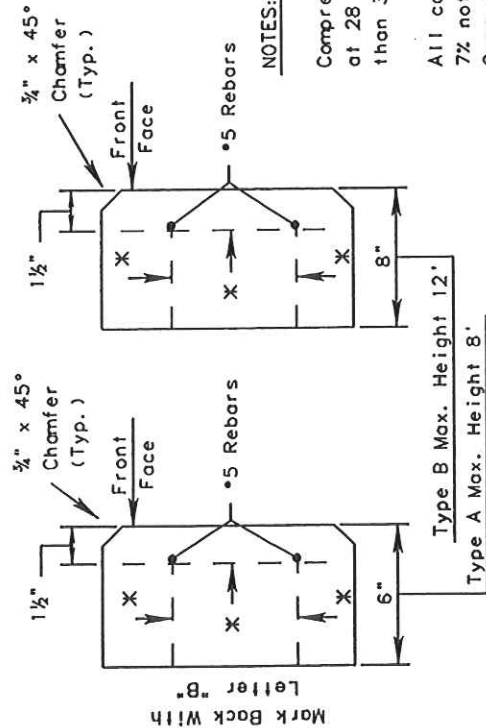 ¾" x 45°
Chamfer
(Typ.)
1½"
Front
Face
•5 Rebars
6"
Mark Back With
Letter "B"
¾" x 45°
Chamfer
(Typ.)
1½"
Front
Face
•5 Rebars
8"
Type B Max. Height 12'
Type A Max. Height 8'
NOTES:
Compre
at 28
than
All co
7% not